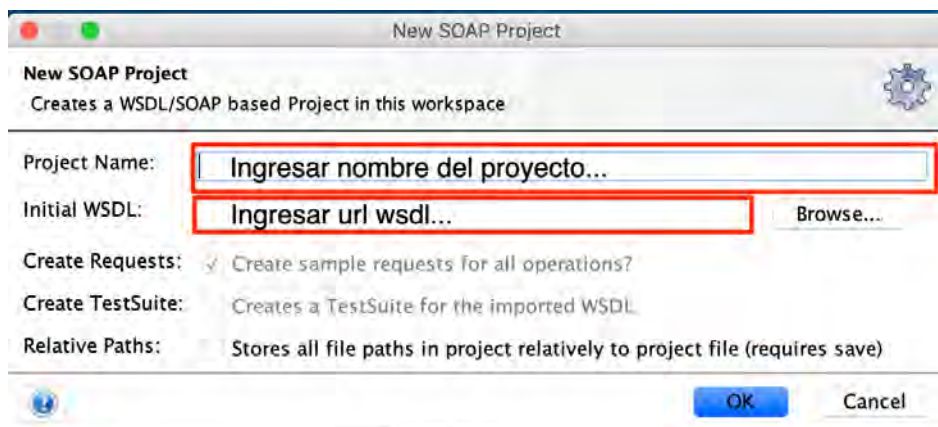 New SOAP Project
New SOAP Project
Creates a WSDL/SOAP based Project in this workspace
Project Name: Ingresar nombre del proyecto...
Initial WSDL: Ingresar url wsdl... Browse...
Create Requests: ✓ Create sample requests for all operations?
Create TestSuite: Creates a TestSuite for the imported WSDL
Relative Paths: Stores all file paths in project relatively to project file (requires save)
? OK Cancel